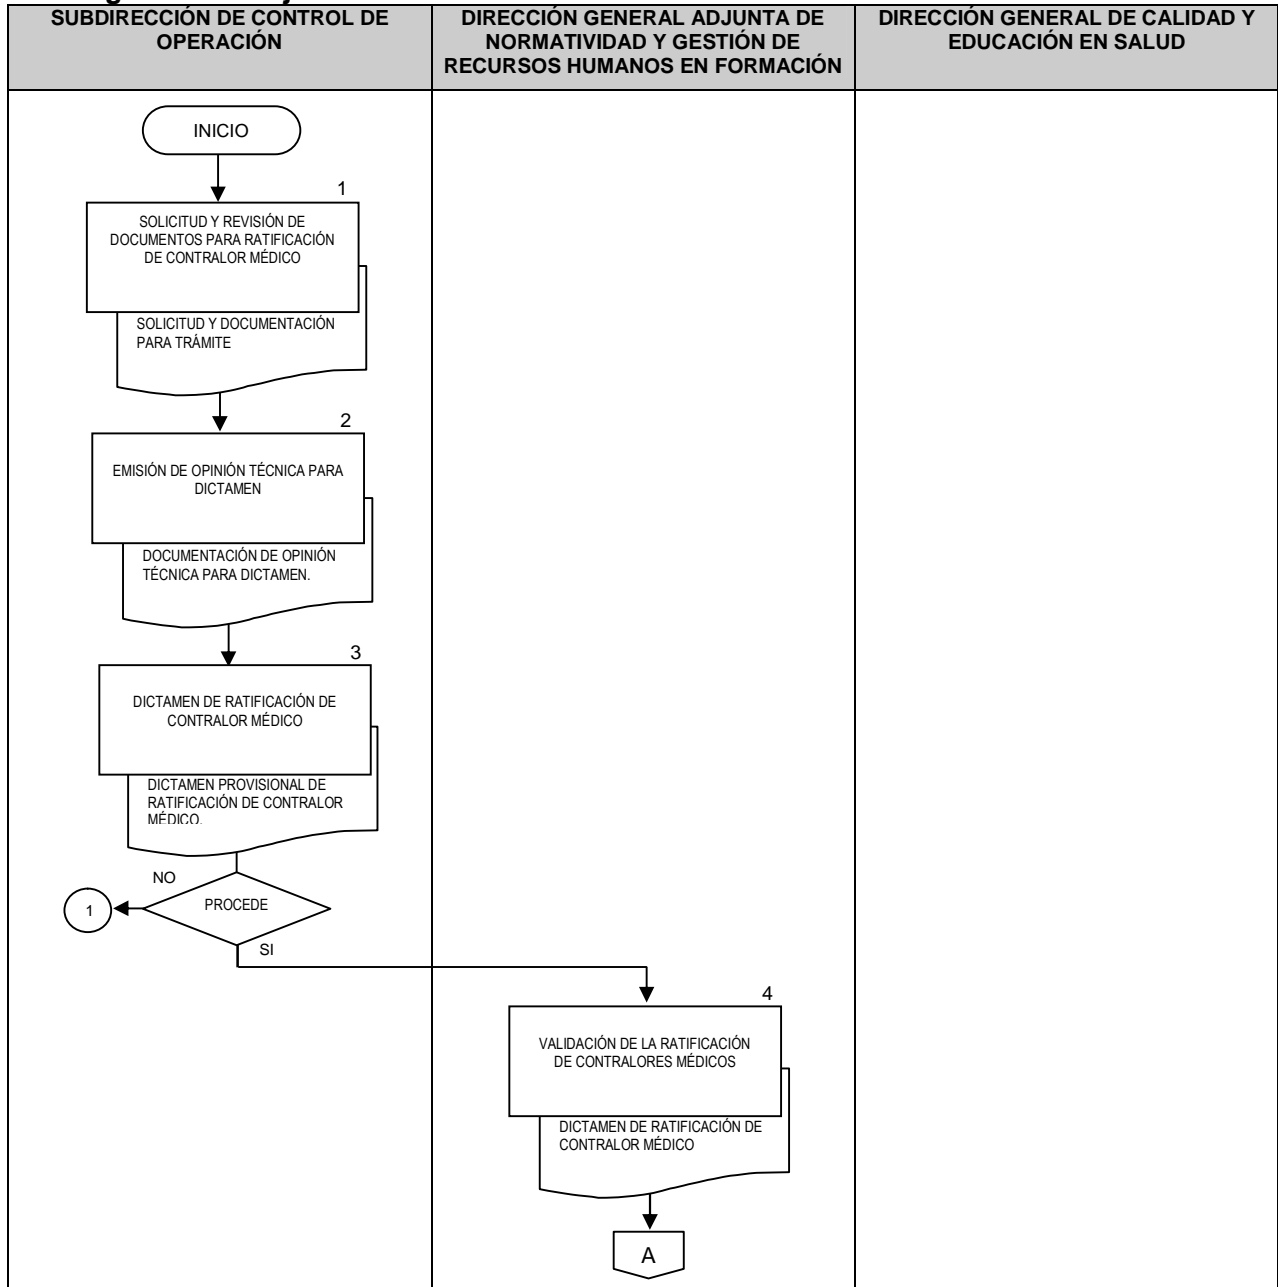 SUBDIRECCIÓN DE CONTROL DE
OPERACIÓN
DIRECCIÓN GENERAL ADJUNTA DE
NORMATIVIDAD Y GESTIÓN DE
RECURSOS HUMANOS EN FORMACIÓN
DIRECCIÓN GENERAL DE CALIDAD Y
EDUCACIÓN EN SALUD
INICIO
1
SOLICITUD Y REVISIÓN DE
DOCUMENTOS PARA RATIFICACIÓN
DE CONTRALOR MÉDICO
SOLICITUD Y DOCUMENTACIÓN
PARA TRÁMITE
2
EMISIÓN DE OPINIÓN TÉCNICA PARA
DICTAMEN
DOCUMENTACIÓN DE OPINIÓN
TÉCNICA PARA DICTAMEN.
3
DICTAMEN DE RATIFICACIÓN DE
CONTRALOR MÉDICO
DICTAMEN PROVISIONAL DE
RATIFICACIÓN DE CONTRALOR
MÉDICO.
NO
1
PROCEDE
SI
4
VALIDACIÓN DE LA RATIFICACIÓN
DE CONTRALORES MÉDICOS
DICTAMEN DE RATIFICACIÓN DE
CONTRALOR MÉDICO
A